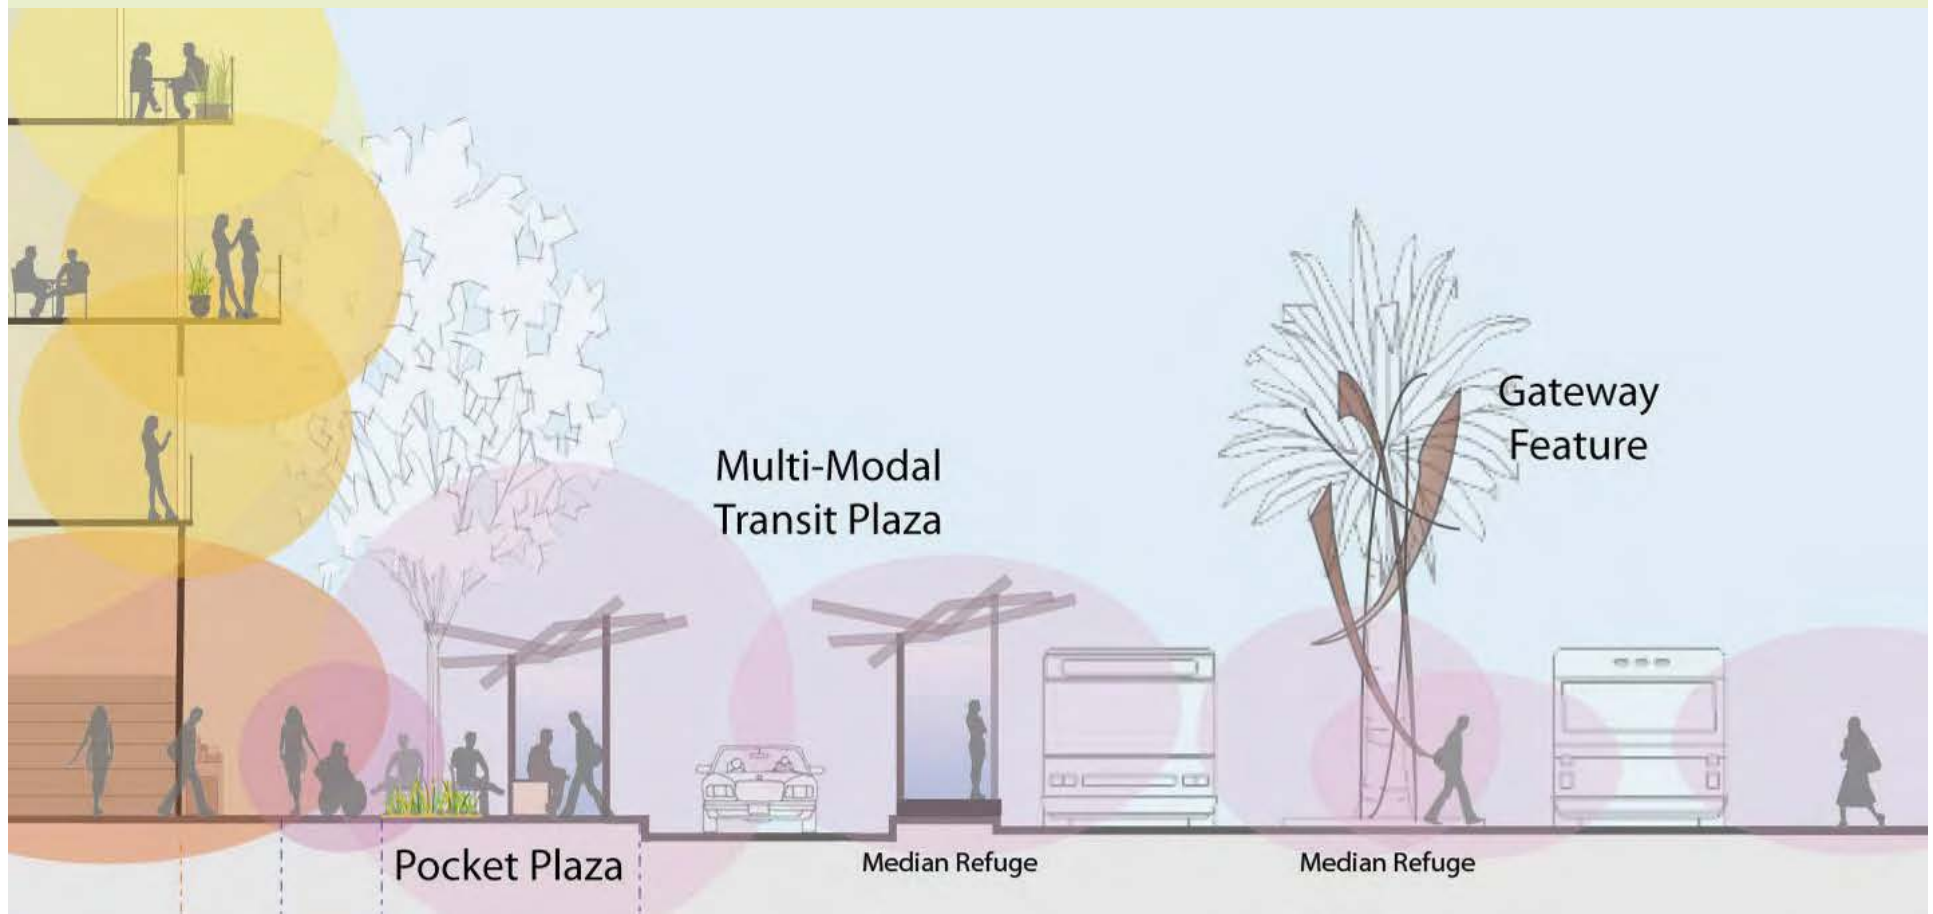 Gateway
Feature
Multi-Modal
Transit Plaza
Pocket Plaza
Median Refuge
Median Refuge